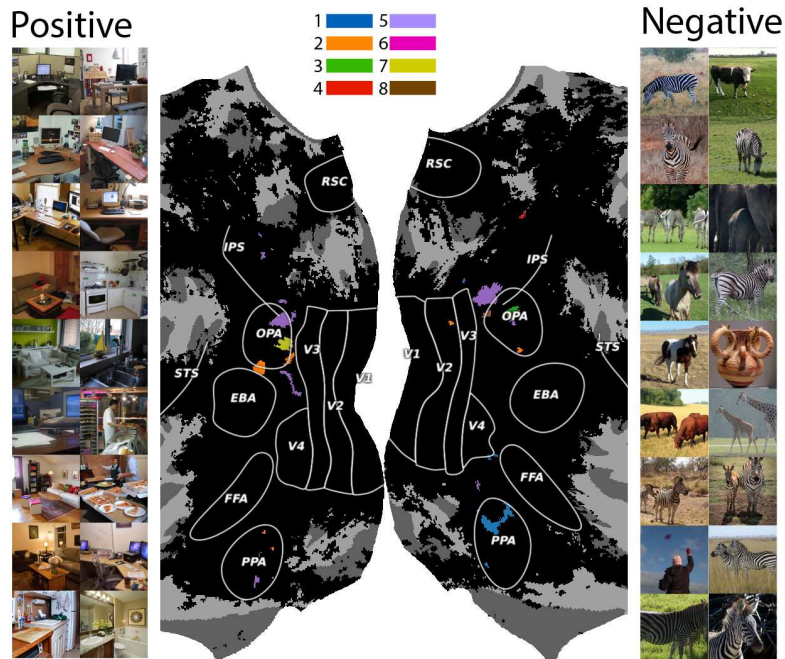 Positive
Negative
1 5
2 6
3 7
4 8
RSC
RSC
IPS
IPS
OPA
OPA
V3
V3
V1
V1
V2
V2
STS
STS
EBA
EBA
V4
V4
FFA
FFA
PPA
PPA